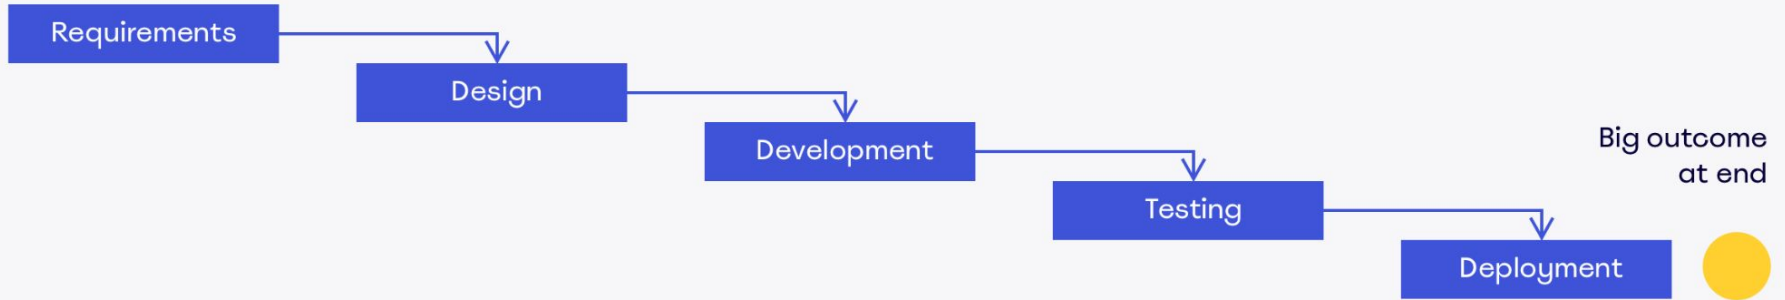 Requirements
Design
Development
Big outcome
at end
Testing
Deployment